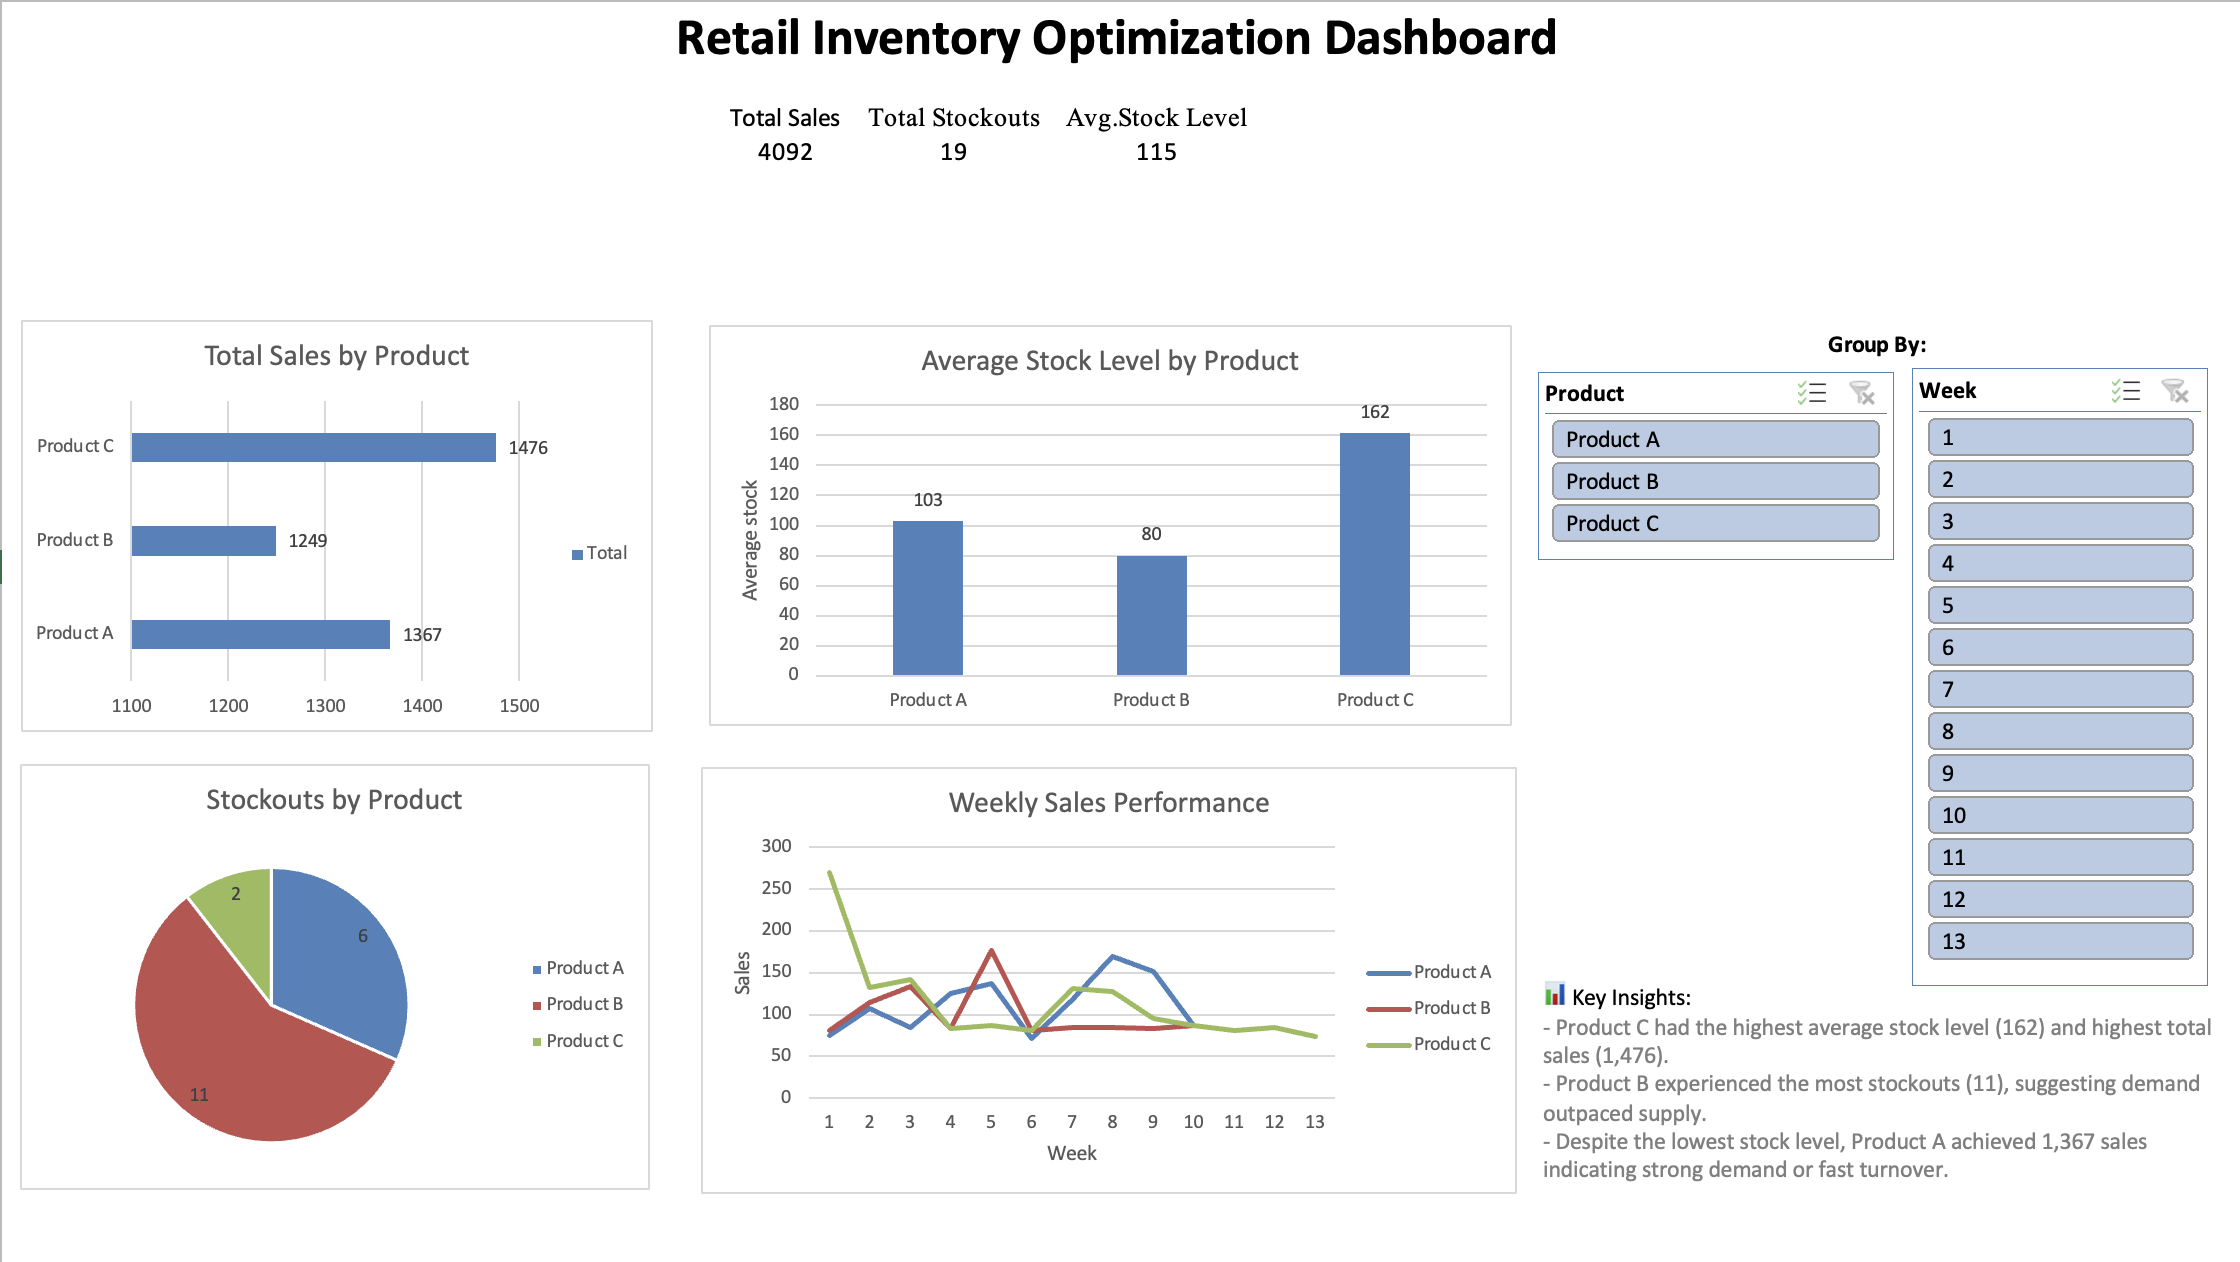 Retail Inventory Optimization Dashboard
Total Sales Total Stockouts Avg.Stock Level
4092 19 115
Total Sales by Product
Product C
1476
Product B
1249
Product A
1367
Total
1100 1200 1300 1400 1500
Average Stock Level by Product
Average stock
180
160
140
120
100
80
60
40
20
0
103
80
162
Product A Product B Product C
Group By:
Product
Product A
Product B
Product C
Week
1
2
3
4
5
6
7
8
9
10
11
12
13
Stockouts by Product
2
6
11
Product A
Product B
Product C
Weekly Sales Performance
Sales
300
250
200
150
100
50
0
1 2 3 4 5 6 7 8 9 10 11 12 13
Week
Product A
Product B
Product C
Key Insights:
- Product C had the highest average stock level (162) and highest total
sales (1,476).
- Product B experienced the most stockouts (11), suggesting demand
outpaced supply.
- Despite the lowest stock level, Product A achieved 1,367 sales
indicating strong demand or fast turnover.